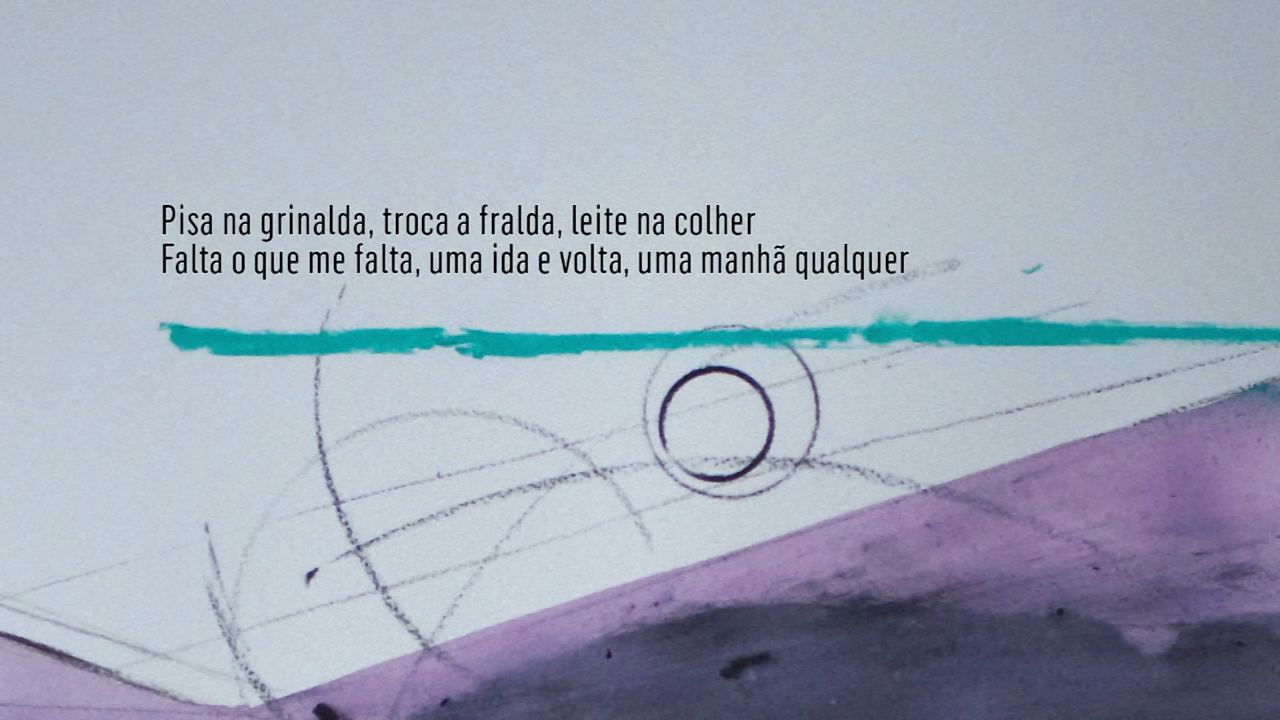 Pisa na grinalda, troca a fralda, leite na colher
Falta o que me falta, uma ida e volta, uma manhã qualquer